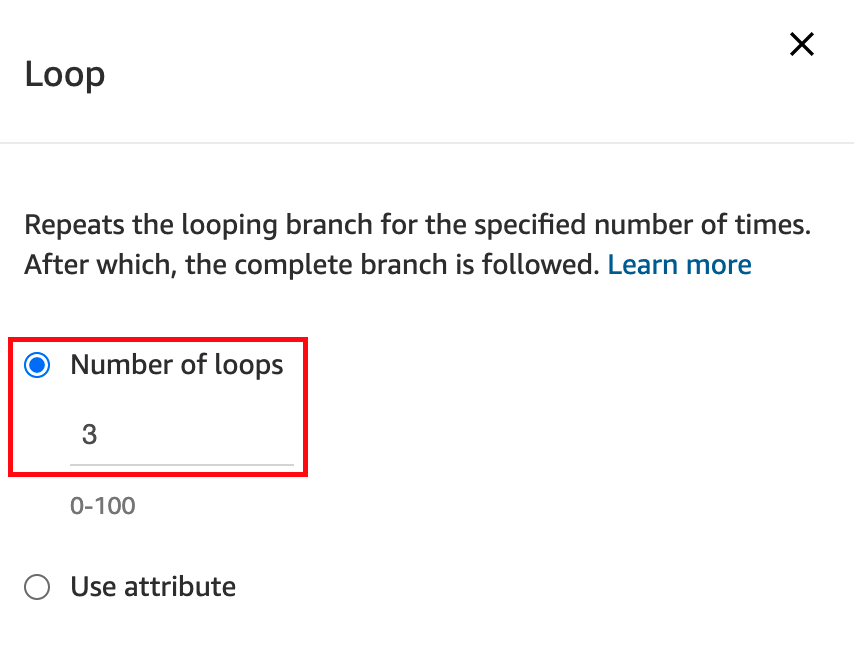 Loop
Repeats the looping branch for the specified number of times.
After which, the complete branch is followed. Learn more
Number of loops
3
0-100
Use attribute